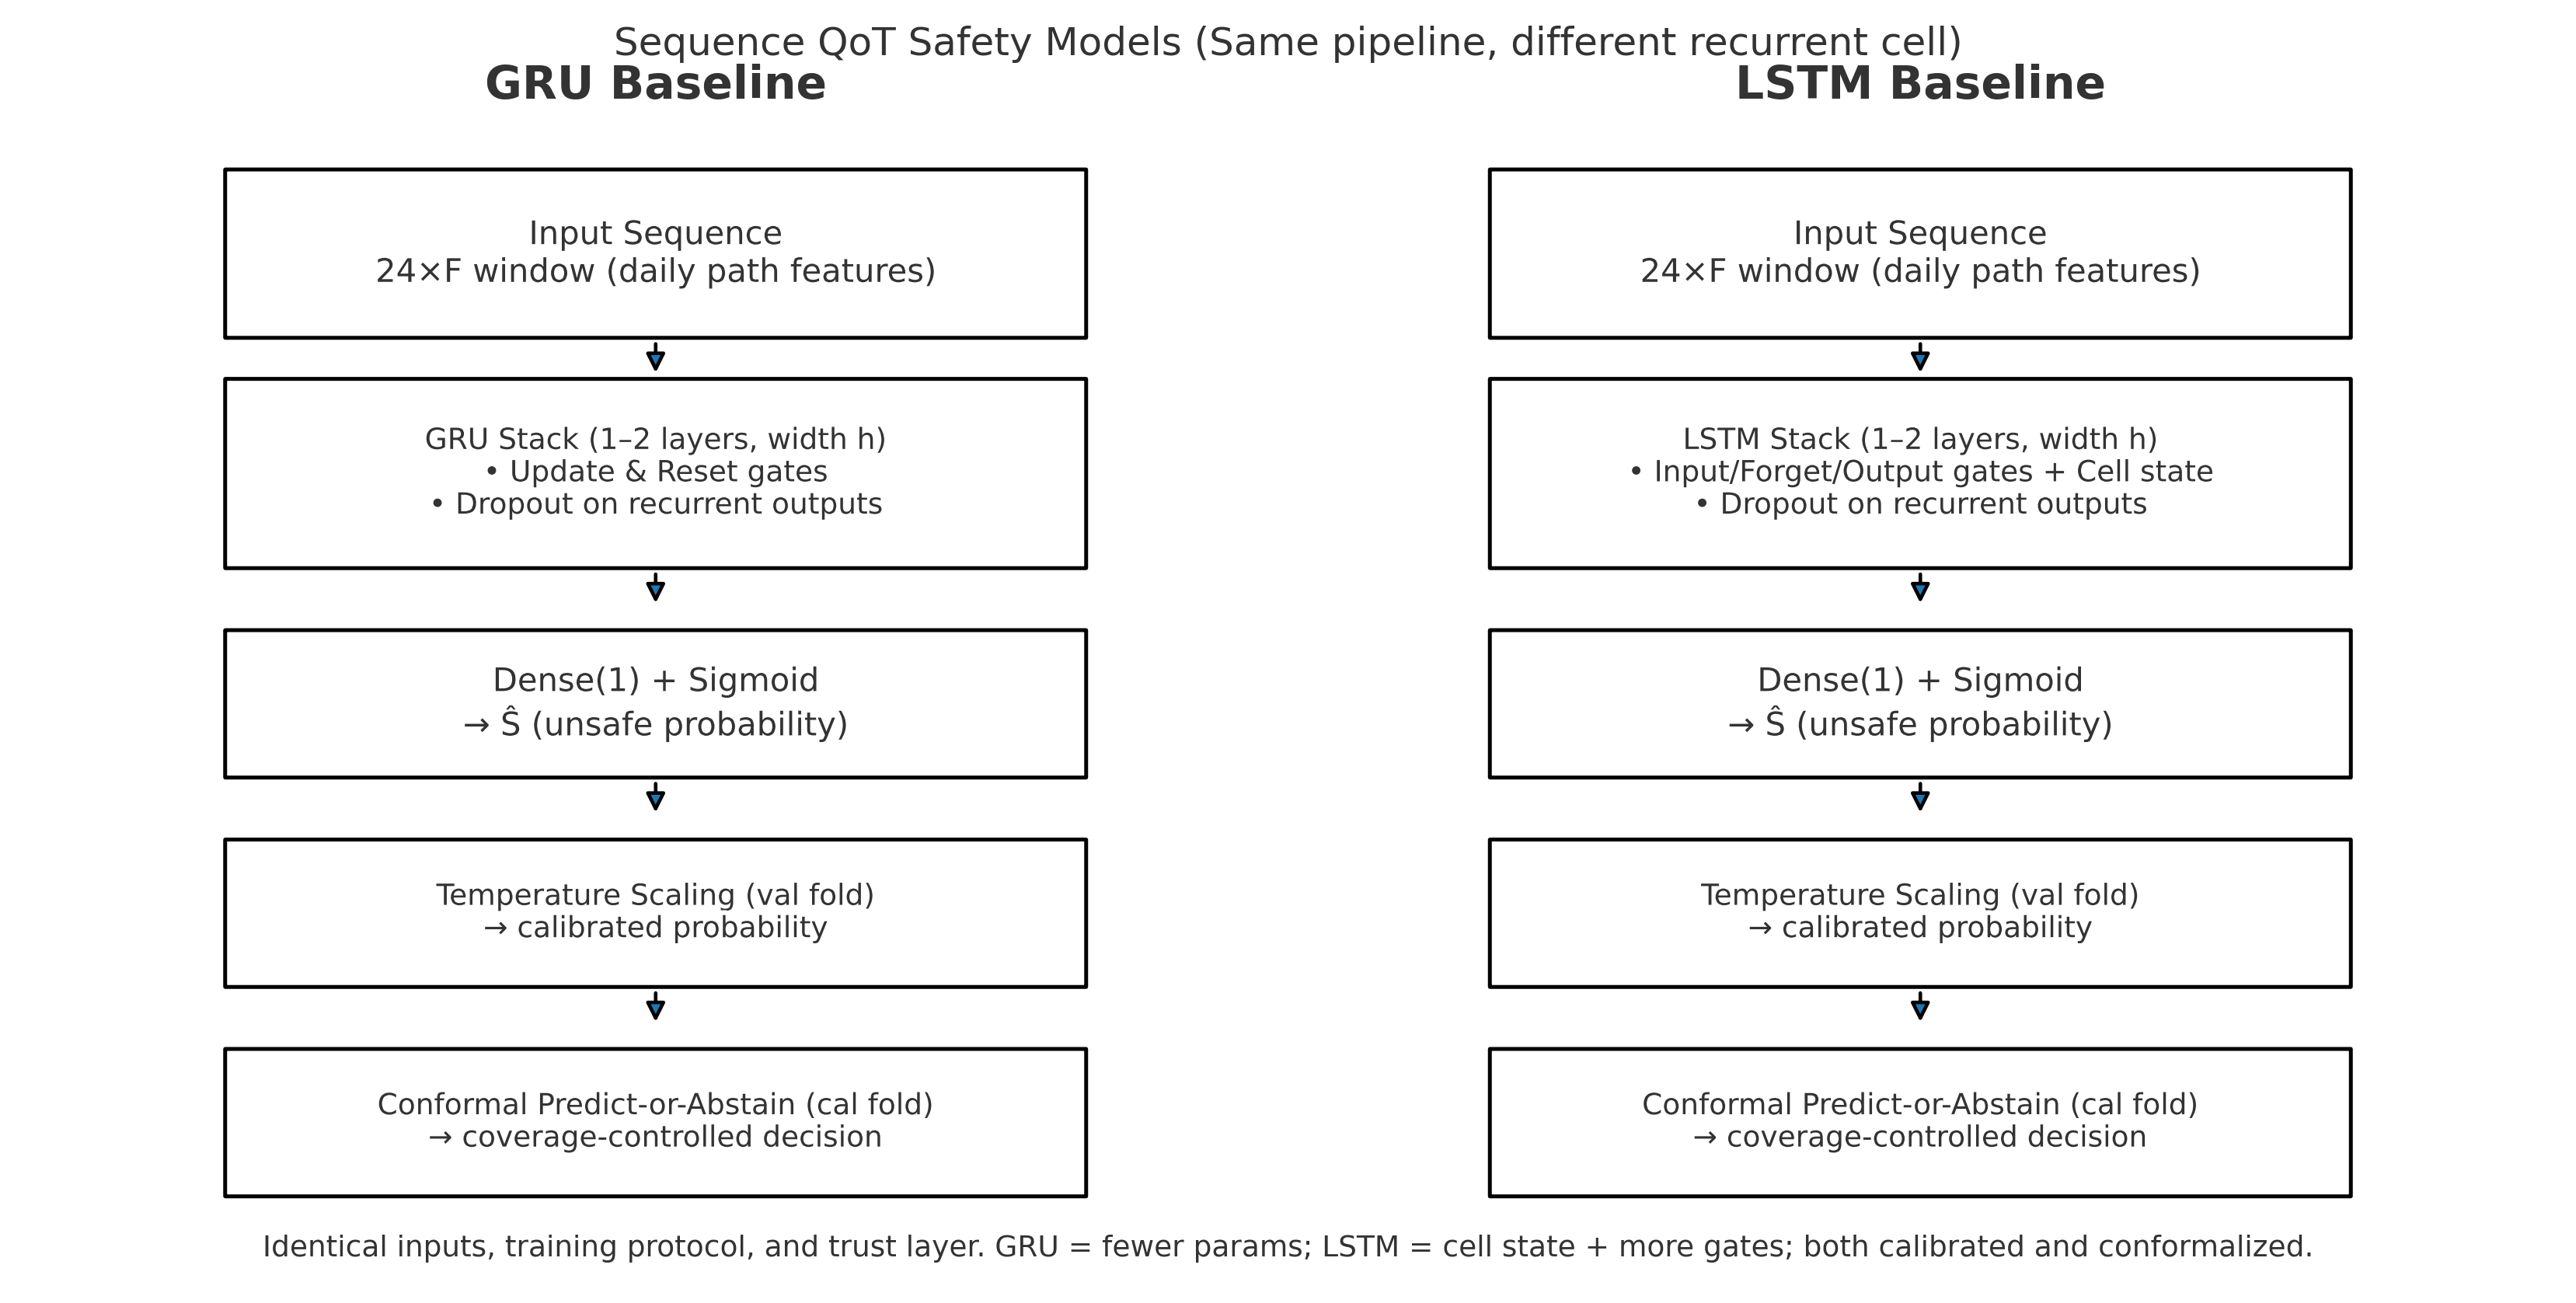 Sequence QoT Safety Models (Same pipeline, different recurrent cell)
GRU Baseline
Input Sequence
24×F window (daily path features)
GRU Stack (1–2 layers, width h)
• Update & Reset gates
• Dropout on recurrent outputs
Dense(1) + Sigmoid
→ Ŝ (unsafe probability)
Temperature Scaling (val fold)
→ calibrated probability
Conformal Predict-or-Abstain (cal fold)
→ coverage-controlled decision
LSTM Baseline
Input Sequence
24×F window (daily path features)
LSTM Stack (1–2 layers, width h)
• Input/Forget/Output gates + Cell state
• Dropout on recurrent outputs
Dense(1) + Sigmoid
→ Ŝ (unsafe probability)
Temperature Scaling (val fold)
→ calibrated probability
Conformal Predict-or-Abstain (cal fold)
→ coverage-controlled decision
Identical inputs, training protocol, and trust layer. GRU = fewer params; LSTM = cell state + more gates; both calibrated and conformalized.